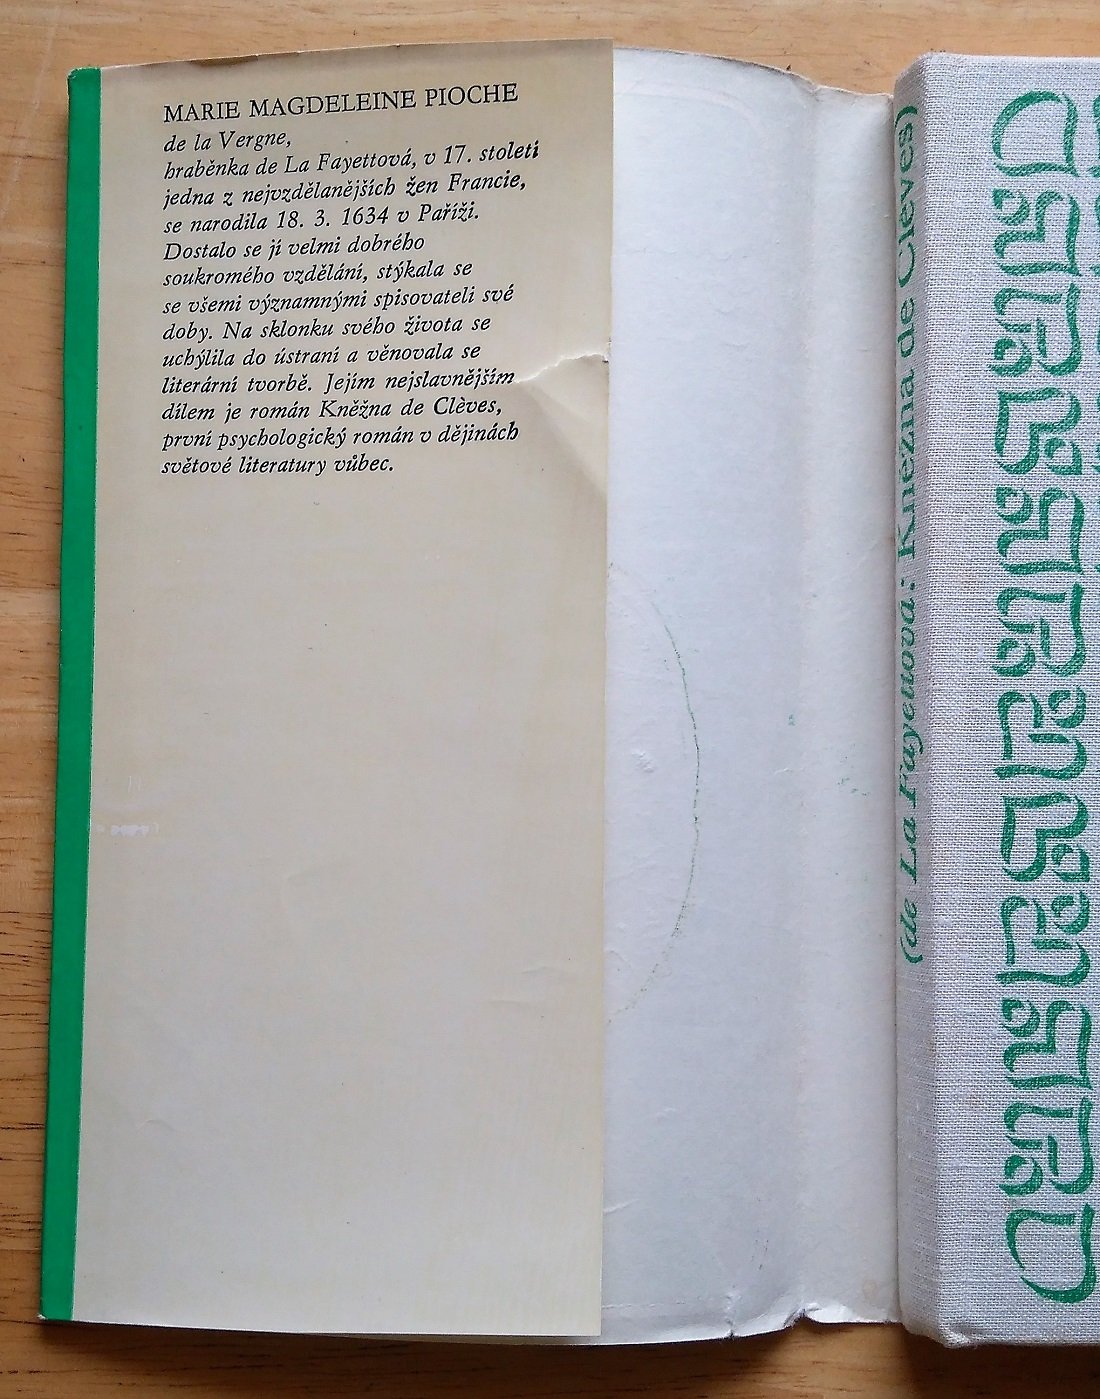 MARIE MAGDELEINE PIOCHE
de la Vergne,
hraběnka de La Fayettová, v 17. století
jedna z nejvzdělanějších žen Francie,
se narodila 18. 3. 1634 v Paříži.
Dostalo se jí velmi dobrého
soukromého vzdělání, stýkala se
se všemi významnými spisovateli své
doby. Na sklonku svého života se
uchýlila do ústraní a věnovala se
literární tvorbě. Jejím nejslavnějším
dílem je román Kněžna de Clèves,
první psychologický román v dějinách
světové literatury vůbec.
(de La Fayettová: Kněžna de Clèves)